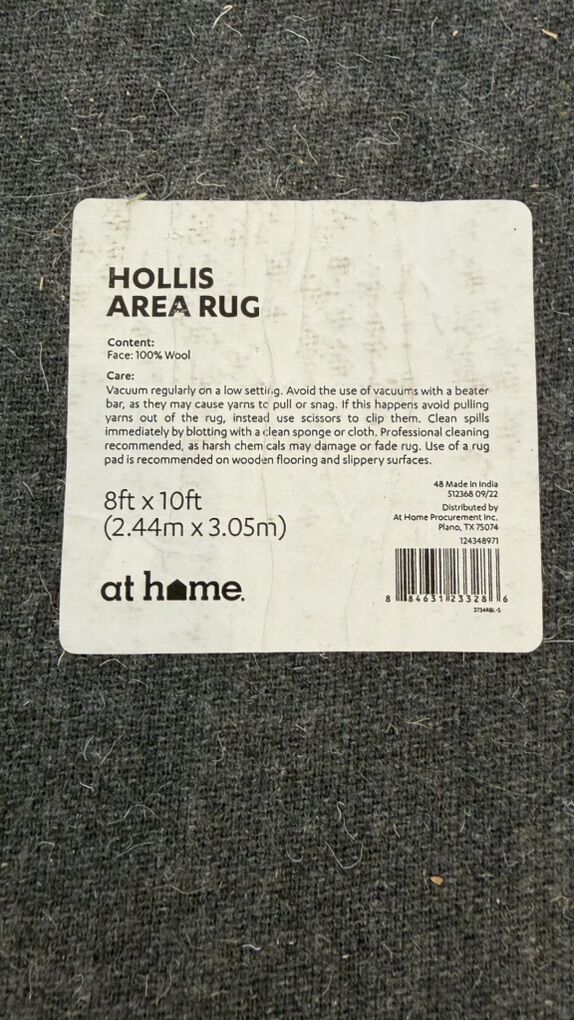 HOLLIS
AREA RUG
Content:
Face: 100% Wool
Care:
Vacuum regularly on a low setting. Avoid the use of vacuums with a beater
bar, as they may cause yarns to pull or snag. If this happens avoid pulling
yarns out of the rug, instead use scissors to clip them. Clean spills
immediately by blotting with a clean sponge or cloth. Professional cleaning
recommended, as harsh chemicals may damage or fade rug. Use of a rug
pad is recommended on wooden flooring and slippery surfaces.
8ft x 10ft
(2.44m x 3.05m)
48 Made in India
512368 09/22
Distributed by
At Home Procurement Inc.
Plano, TX 75074
124348971
at home.
8 84631 23328 6
2734RBL-S